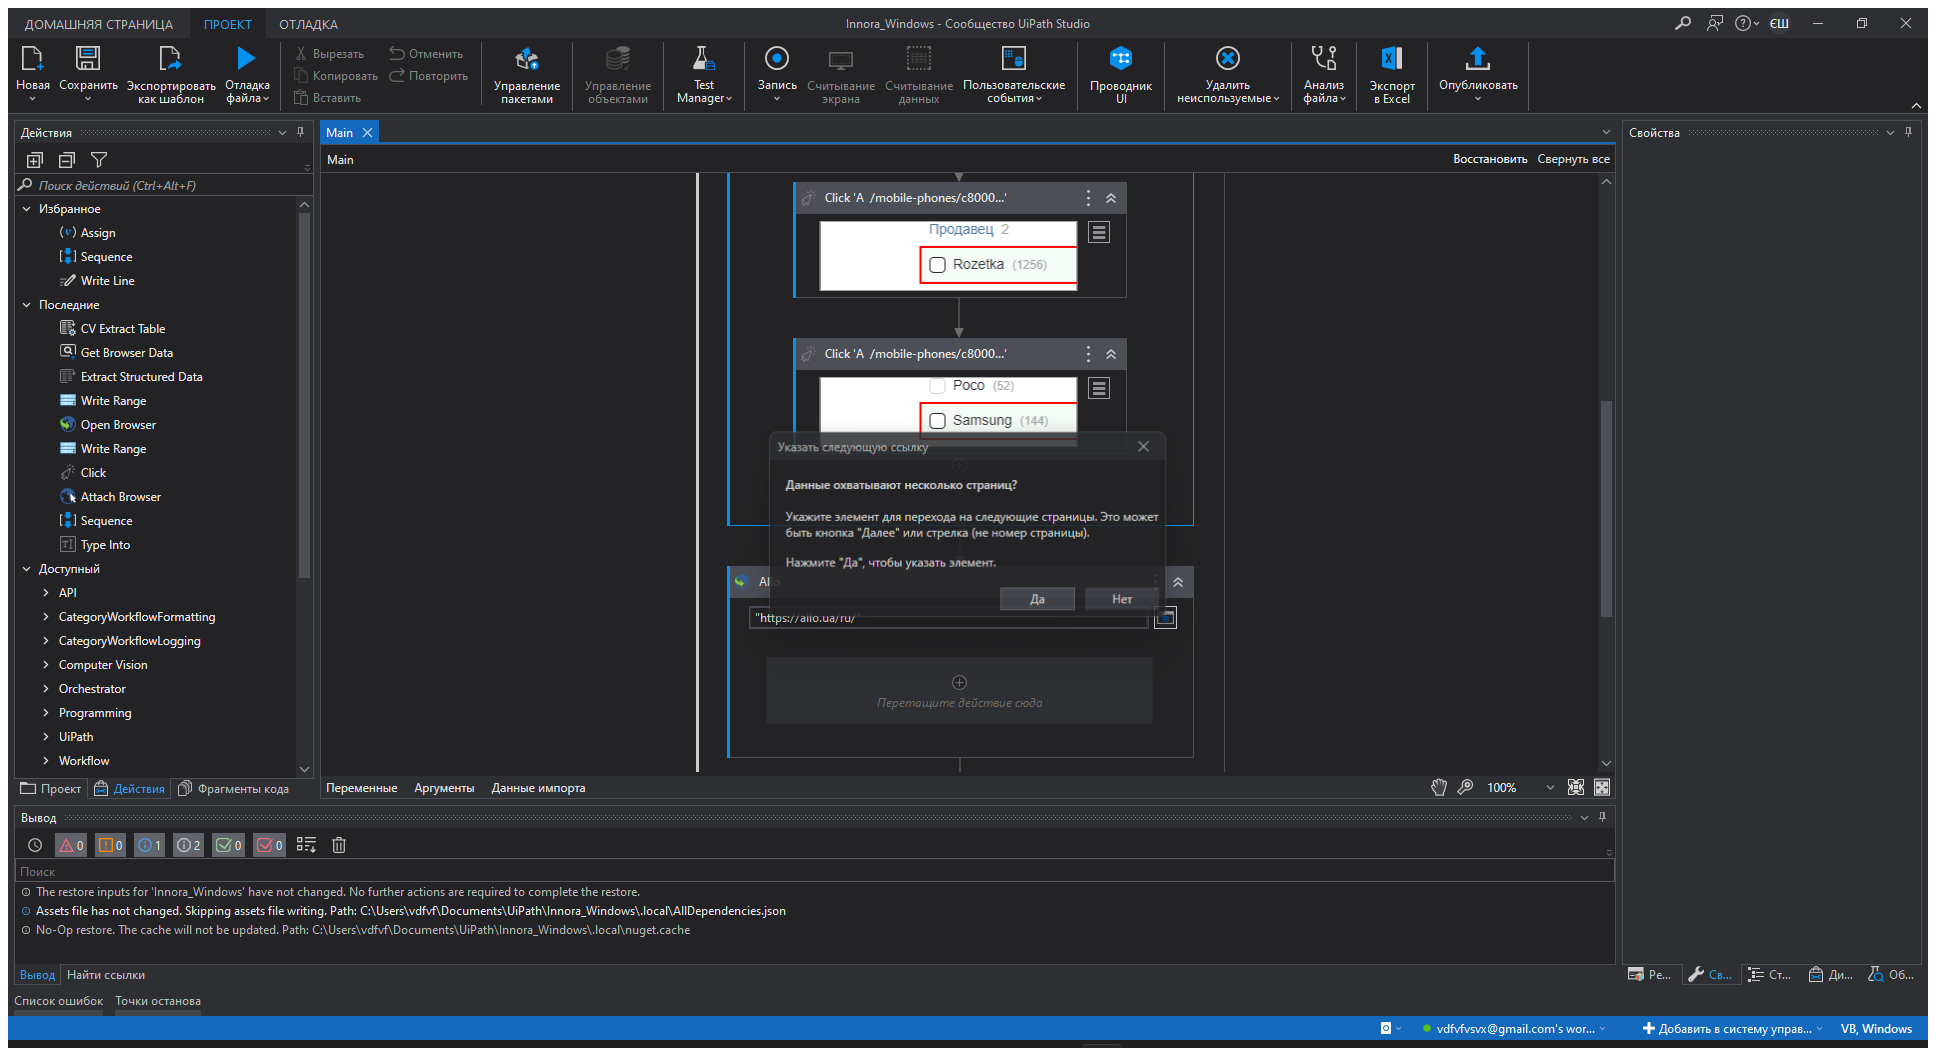 ДОМАШНЯЯ СТРАНИЦА
ПРОЕКТ
ОТЛАДКА
Innora_Windows - Сообщество UiPath Studio
ЄШ
Новая
Сохранить
Экспортировать как шаблон
Отладка файла
Вырезать
Копировать
Вставить
Отменить
Повторить
Управление пакетами
Управление объектами
Test Manager
Запись
Считывание экрана
Считывание данных
Пользовательские события
Проводник UI
Удалить неиспользуемые
Анализ файла
Экспорт в Excel
Опубликовать
Действия
Поиск действий (Ctrl+Alt+F)
Избранное
Assign
Sequence
Write Line
Последние
CV Extract Table
Get Browser Data
Extract Structured Data
Write Range
Open Browser
Write Range
Click
Attach Browser
Sequence
Type Into
Доступный
API
CategoryWorkflowFormatting
CategoryWorkflowLogging
Computer Vision
Orchestrator
Programming
UiPath
Workflow
Проект
Действия
Фрагменты кода
Main
Main
Восстановить
Свернуть все
Click 'A /mobile-phones/c8000...'
Продавец 2
Rozetka (1256)
Click 'A /mobile-phones/c8000...'
Poco (52)
Samsung (144)
Указать следующую ссылку
Данные охватывают несколько страниц?
Укажите элемент для перехода на следующие страницы. Это может
быть кнопка "Далее" или стрелка (не номер страницы).
Нажмите "Да", чтобы указать элемент.
Да
Нет
Allo
"https://allo.ua/ru/"
Перетащите действие сюда
Переменные
Аргументы
Данные импорта
100%
Свойства
Вывод
0
0
1
2
0
0
Поиск
The restore inputs for 'Innora_Windows' have not changed. No further actions are required to complete the restore.
Assets file has not changed. Skipping assets file writing. Path: C:\Users\vdfvf\Documents\UiPath\Innora_Windows\.local\AllDependencies.json
No-Op restore. The cache will not be updated. Path: C:\Users\vdfvf\Documents\UiPath\Innora_Windows\.local\nuget.cache
Вывод
Найти ссылки
Ре...
Св...
Ст...
Ди...
Об...
Список ошибок
Точки останова
vdfvfvsvx@gmail.com's wor...
Добавить в систему управ...
VB, Windows